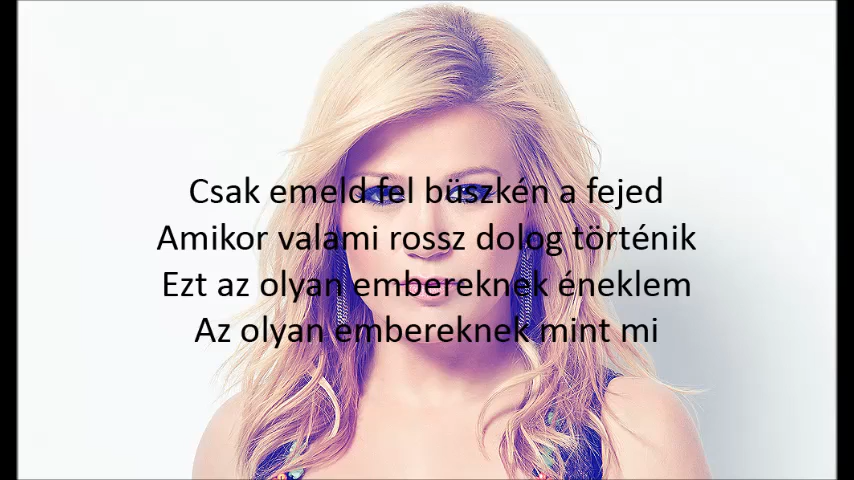 Csak emeld fel büszkén a fejed
Amikor valami rossz dolog történik
Ezt az olyan embereknek éneklem
Az olyan embereknek mint mi